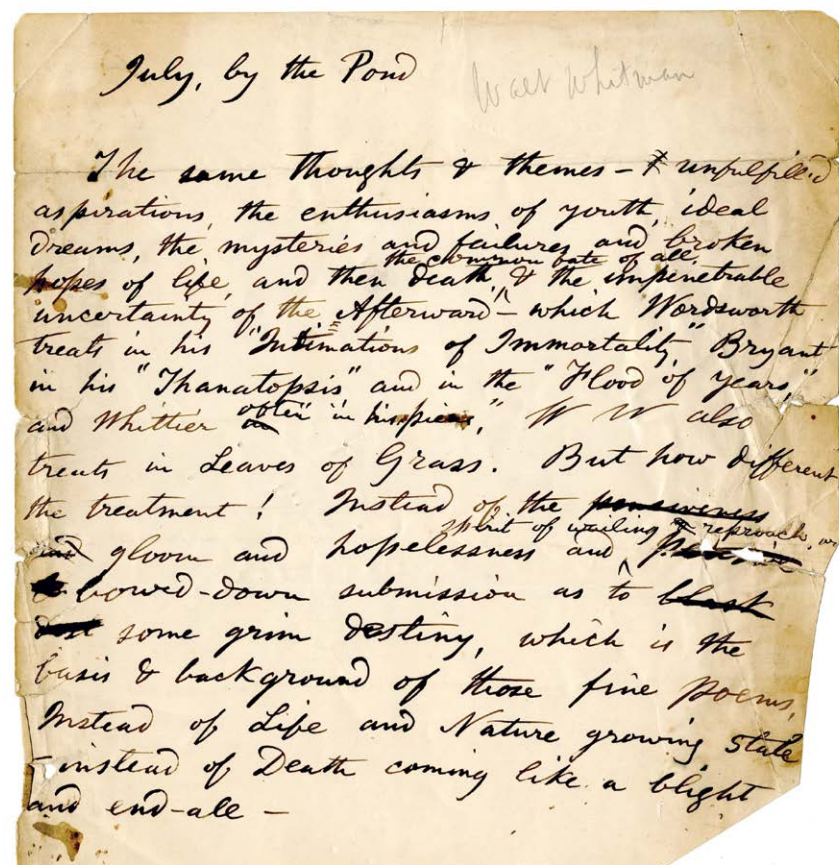 July, by the Pond
Walt Whitman
The same thoughts & themes – unfulfill'd
aspirations, the enthusiasms of youth, ideal
dreams, the mysteries and failures and broken
the common fate of all,
hopes of life, and then death, & the impenetrable
uncertainty of the Afterward – which Wordsworth
treats in his "Intimations of Immortality," Bryant
in his "Thanatopsis" and in the "Flood of Years,"
and Whittier often in his pieces, W W also
treats in Leaves of Grass. But how different
the treatment! Instead of the pensiveness
spirit of wailing & reproach, or
and gloom and hopelessness and
bowed-down submission as to blast
some grim destiny, which is the
basis & background of those fine poems,
Instead of Life and Nature growing stale
– instead of Death coming like a blight
and end-all –